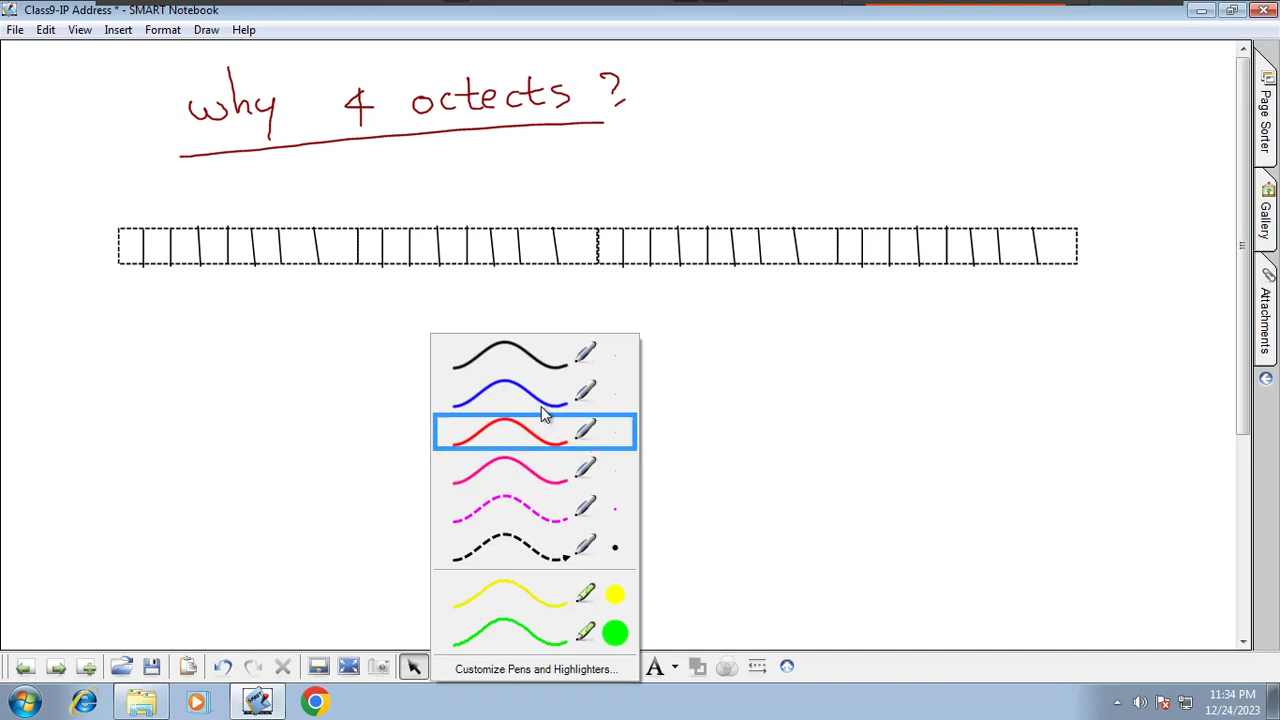 Class9-IP Address * - SMART Notebook
File Edit View Insert Format Draw Help
why 4 octects ?
Page Sorter
Gallery
Attachments
Customize Pens and Highlighters...
A
11:34 PM
12/24/2023